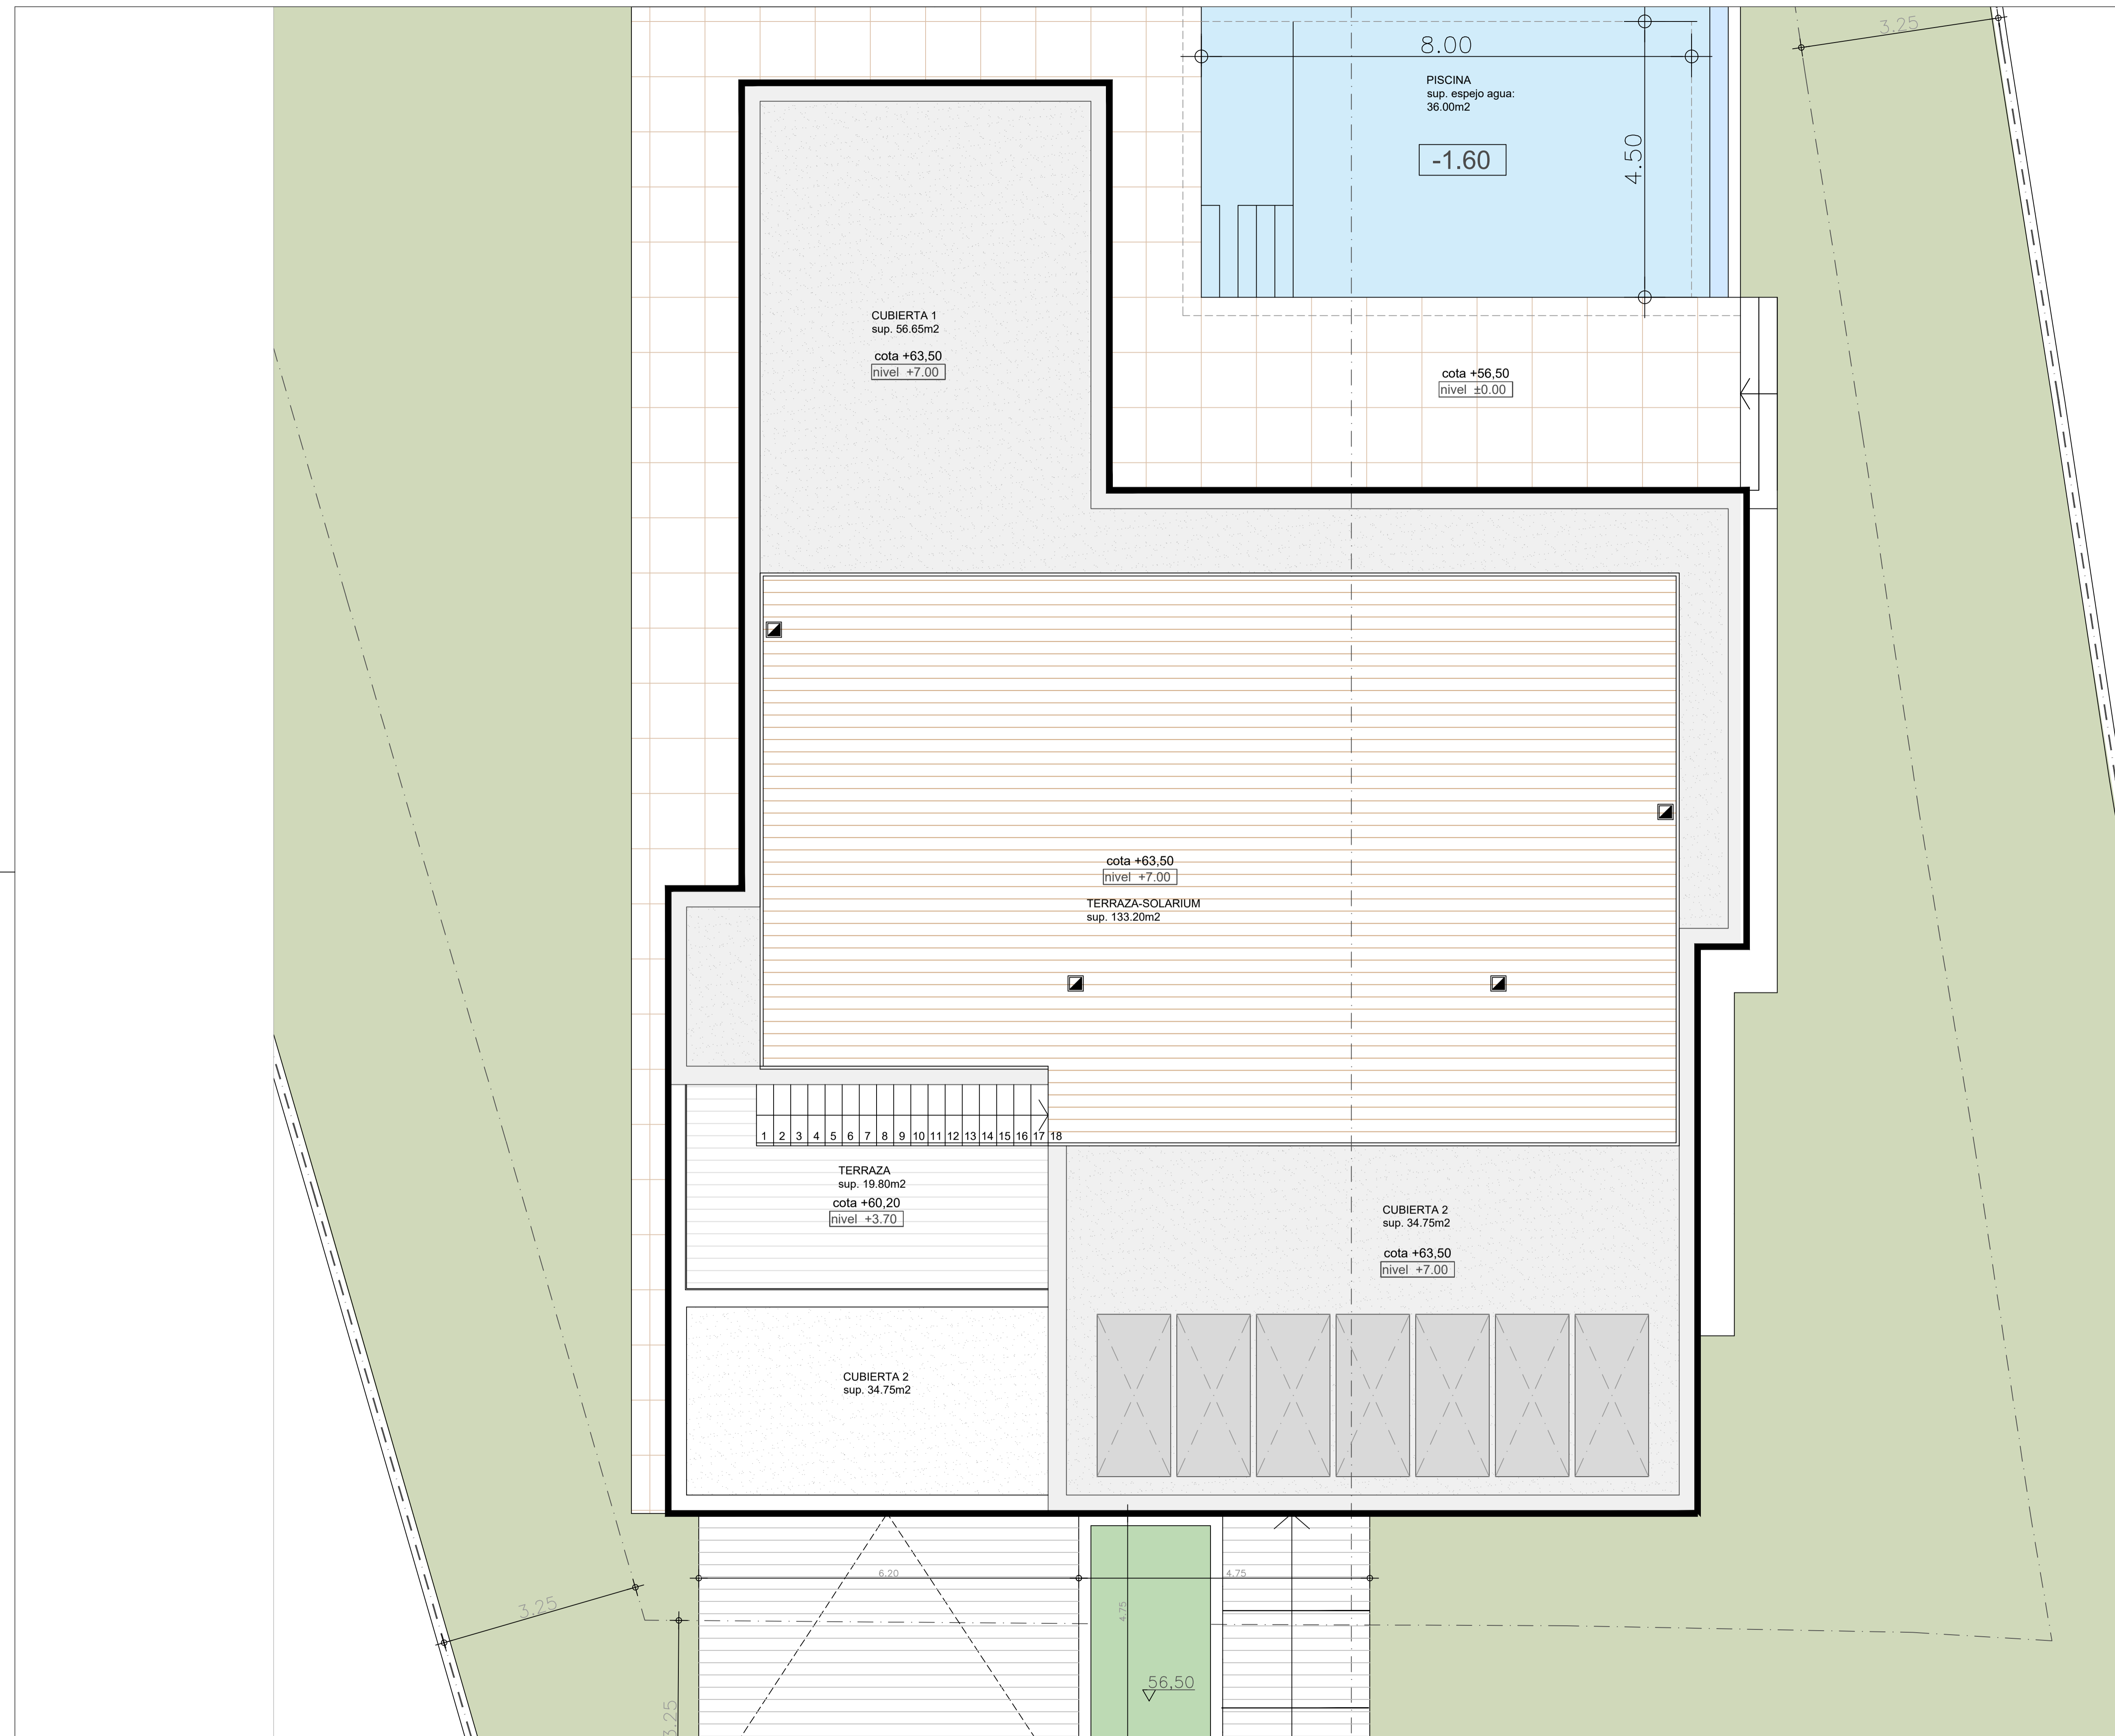 3.25
8.00
PISCINA
sup. espejo agua:
36.00m2
4.50
-1.60
CUBIERTA 1
sup. 56.65m2
cota +63,50
nivel +7.00
cota +56,50
nivel ±0.00
cota +63,50
nivel +7.00
TERRAZA-SOLARIUM
sup. 133.20m2
1 2 3 4 5 6 7 8 9 10 11 12 13 14 15 16 17 18
TERRAZA
sup. 19.80m2
cota +60,20
nivel +3.70
CUBIERTA 2
sup. 34.75m2
cota +63,50
nivel +7.00
CUBIERTA 2
sup. 34.75m2
6.20
4.75
3.25
4.75
56,50
3.25